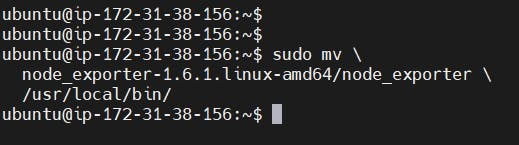 ubuntu@ip-172-31-38-156:~$
ubuntu@ip-172-31-38-156:~$
ubuntu@ip-172-31-38-156:~$ sudo mv \
  node_exporter-1.6.1.linux-amd64/node_exporter \
  /usr/local/bin/
ubuntu@ip-172-31-38-156:~$